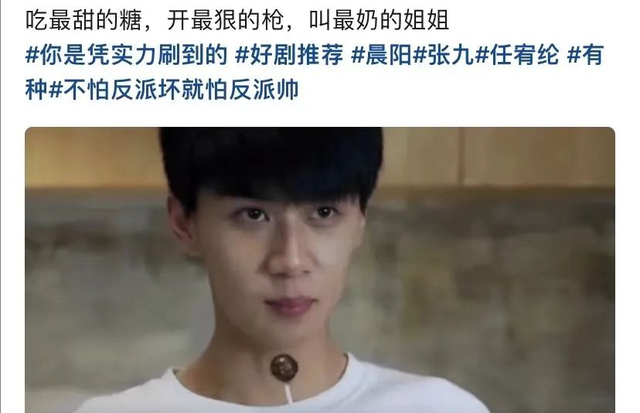 吃最甜的糖，开最狠的枪，叫最奶的姐姐
#你是凭实力刷到的 #好剧推荐 #晨阳#张九#任宥纶 #有
种#不怕反派坏就怕反派帅